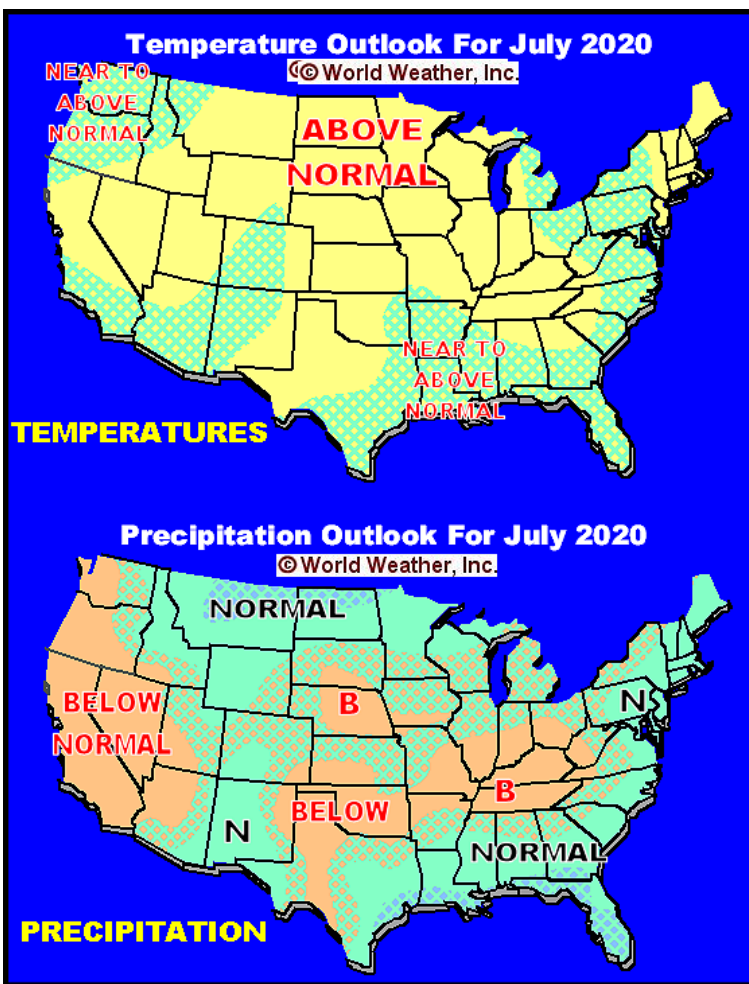 Temperature Outlook For July 2020
©© World Weather, Inc.
NEAR TO
ABOVE
NORMAL
ABOVE
NORMAL
NEAR TO
ABOVE
NORMAL
TEMPERATURES
Precipitation Outlook For July 2020
© World Weather, Inc.
NORMAL
BELOW
NORMAL
B
N
BELOW
B
N
NORMAL
PRECIPITATION